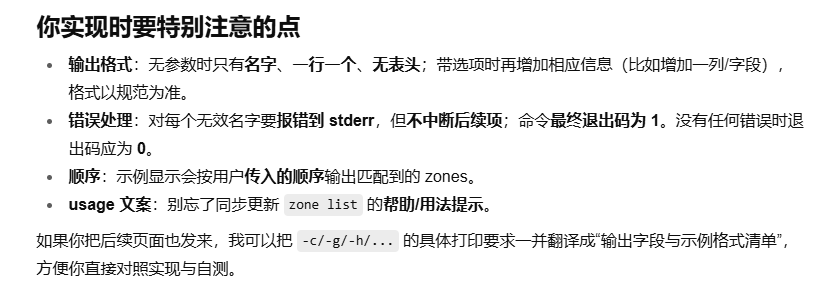 你实现时要特别注意的点
• 输出格式：无参数时只有名字、一行一个、无表头；带选项时再增加相应信息（比如增加一列/字段），
格式以规范为准。
• 错误处理：对每个无效名字要报错到 stderr，但不中断后续项；命令最终退出码为 1。没有任何错误时退
出码应为 0。
• 顺序：示例显示会按用户传入的顺序输出匹配到的 zones。
• usage 文案：别忘了同步更新 zone list 的帮助/用法提示。
如果你把后续页面也发来，我可以把 -c/-g/-h/... 的具体打印要求一并翻译成“输出字段与示例格式清单”，
方便你直接对照实现与自测。